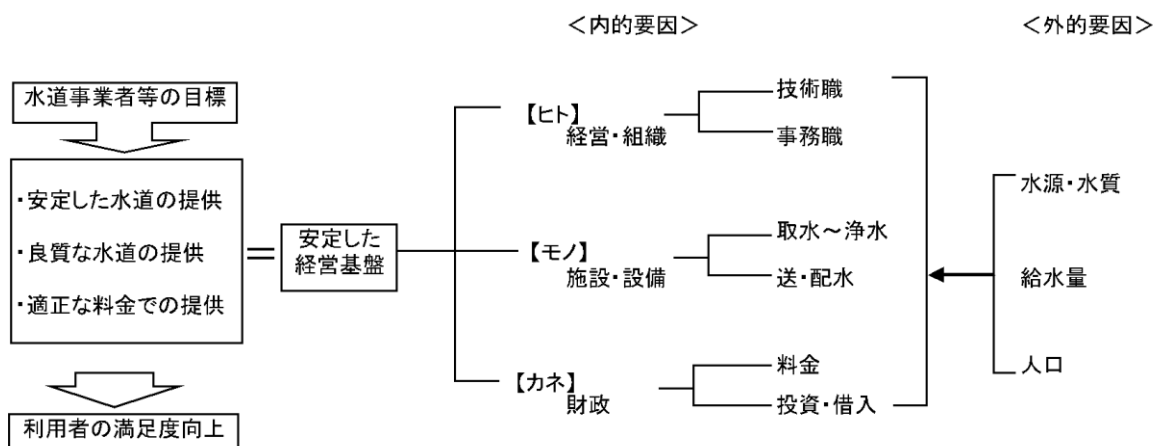 <内的要因>
<外的要因>
水道事業者等の目標
・安定した水道の提供
・良質な水道の提供
・適正な料金での提供
利用者の満足度向上
=
安定した
経営基盤
【ヒト】
経営・組織
技術職
事務職
【モノ】
施設・設備
取水～浄水
送・配水
【カネ】
財政
料金
投資・借入
水源・水質
給水量
人口